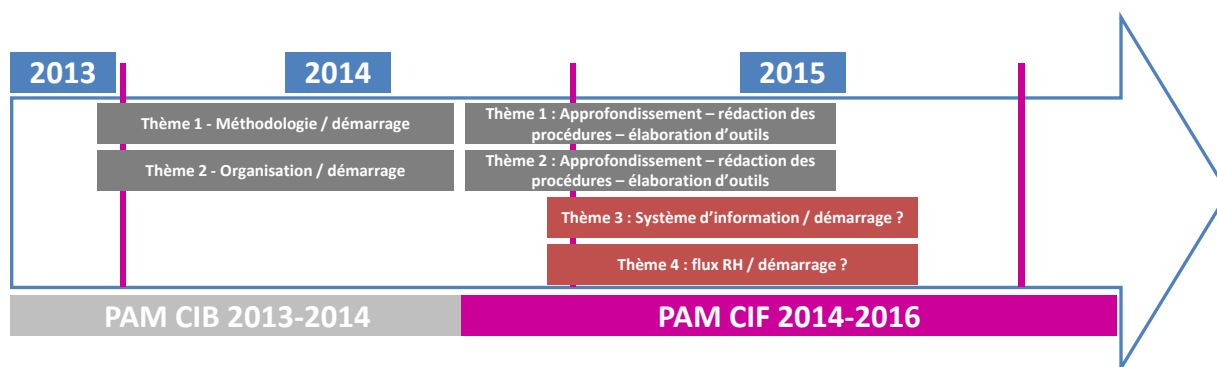 2013
2014
2015
Thème 1 - Méthodologie / démarrage
Thème 1 : Approfondissement – rédaction des
procédures – élaboration d’outils
Thème 2 - Organisation / démarrage
Thème 2 : Approfondissement – rédaction des
procédures – élaboration d’outils
Thème 3 : Système d’information / démarrage ?
Thème 4 : flux RH / démarrage ?
PAM CIB 2013-2014
PAM CIF 2014-2016